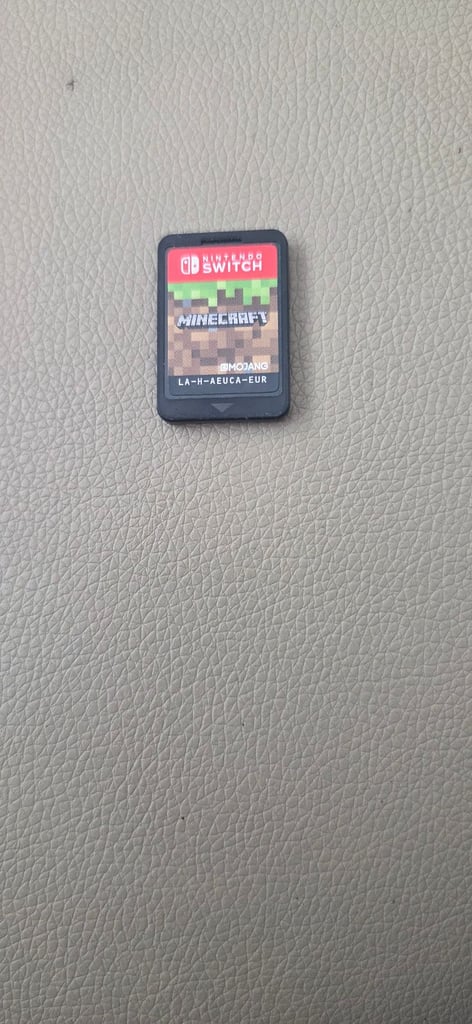 NINTENDO
SWITCH
MINECRAFT
MOJANG
LA-H-AEUCA-EUR